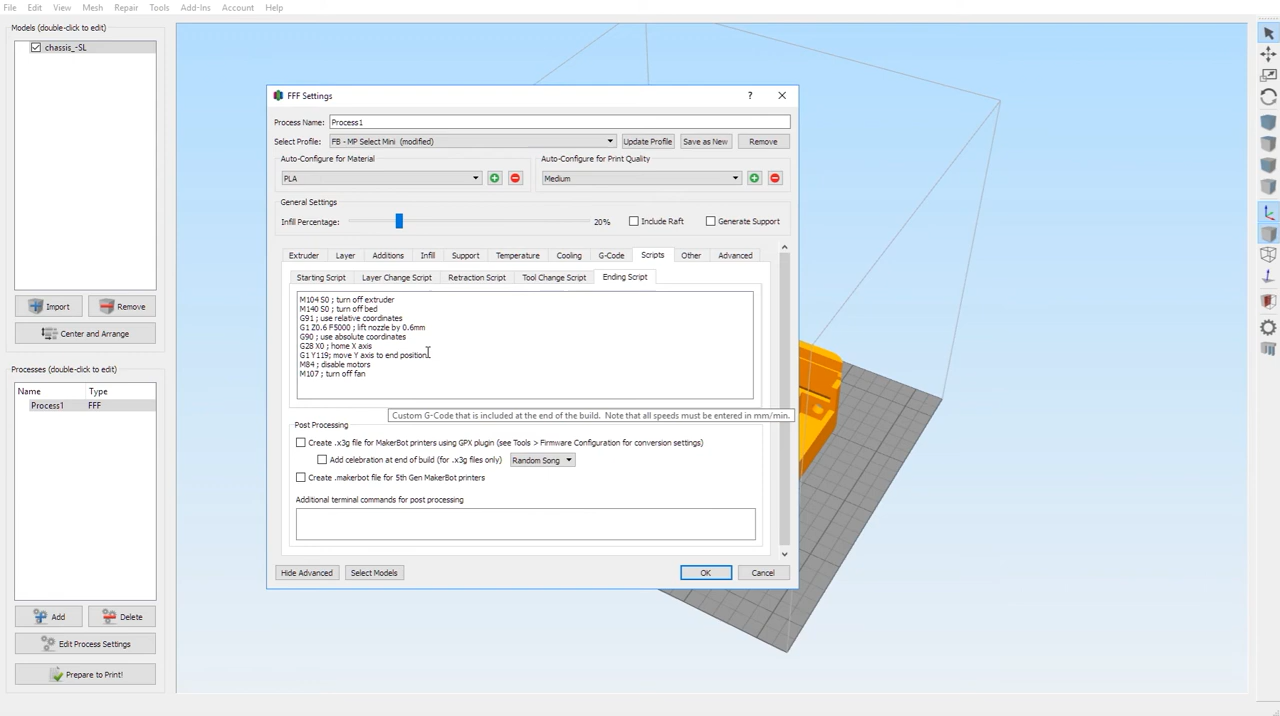 File Edit View Mesh Repair Tools Add-Ins Account Help
Models (double-click to edit)
chassis_-SL
Import Remove
Center and Arrange
Processes (double-click to edit)
Name Type
Process1 FFF
Add Delete
Edit Process Settings
Prepare to Print!
FFF Settings ?
Process Name: Process1
Select Profile: FB - MP Select Mini (modified) Update Profile Save as New Remove
Auto-Configure for Material Auto-Configure for Print Quality
PLA Medium
General Settings
Infill Percentage: 20% Include Raft Generate Support
Extruder Layer Additions Infill Support Temperature Cooling G-Code Scripts Other Advanced
Starting Script Layer Change Script Retraction Script Tool Change Script Ending Script
M104 S0 ; turn off extruder
M140 S0 ; turn off bed
G91 ; use relative coordinates
G1 Z0.6 F5000 ; lift nozzle by 0.6mm
G90 ; use absolute coordinates
G28 X0 ; home X axis
G1 Y119; move Y axis to end position
M84 ; disable motors
M107 ; turn off fan
Custom G-Code that is included at the end of the build. Note that all speeds must be entered in mm/min.
Post Processing
Create .x3g file for MakerBot printers using GPX plugin (see Tools > Firmware Configuration for conversion settings)
Add celebration at end of build (for .x3g files only) Random Song
Create .makerbot file for 5th Gen MakerBot printers
Additional terminal commands for post processing
Hide Advanced Select Models OK Cancel